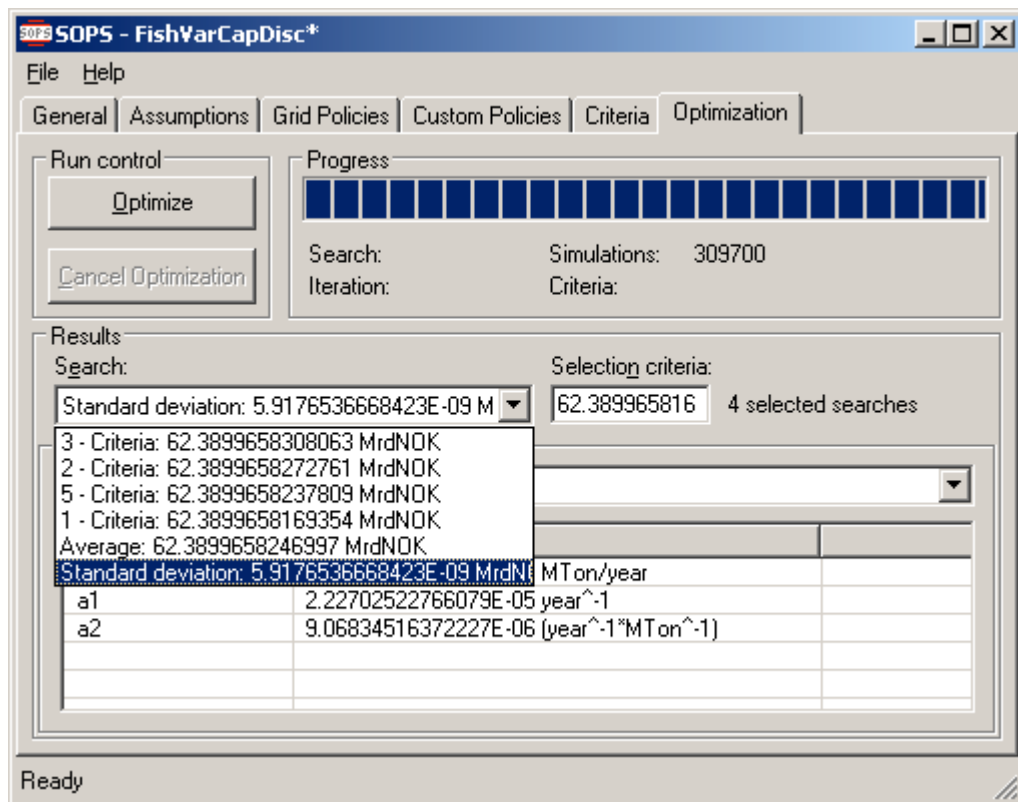 SOPS SOPS - FishVarCapDisc*
File Help
General Assumptions Grid Policies Custom Policies Criteria Optimization
Run control
Optimize
Cancel Optimization
Progress
Search: Simulations: 309700
Iteration: Criteria:
Results
Search: Selection criteria:
Standard deviation: 5.9176536668423E-09 M 62.389965816 4 selected searches
3 - Criteria: 62.3899658308063 MrdNOK
2 - Criteria: 62.3899658272761 MrdNOK
5 - Criteria: 62.3899658237809 MrdNOK
1 - Criteria: 62.3899658169354 MrdNOK
Average: 62.3899658246997 MrdNOK
Standard deviation: 5.9176536668423E-09 MrdN MTon/year
a1 2.22702522766079E-05 year^-1
a2 9.06834516372227E-06 (year^-1*MTon^-1)
Ready